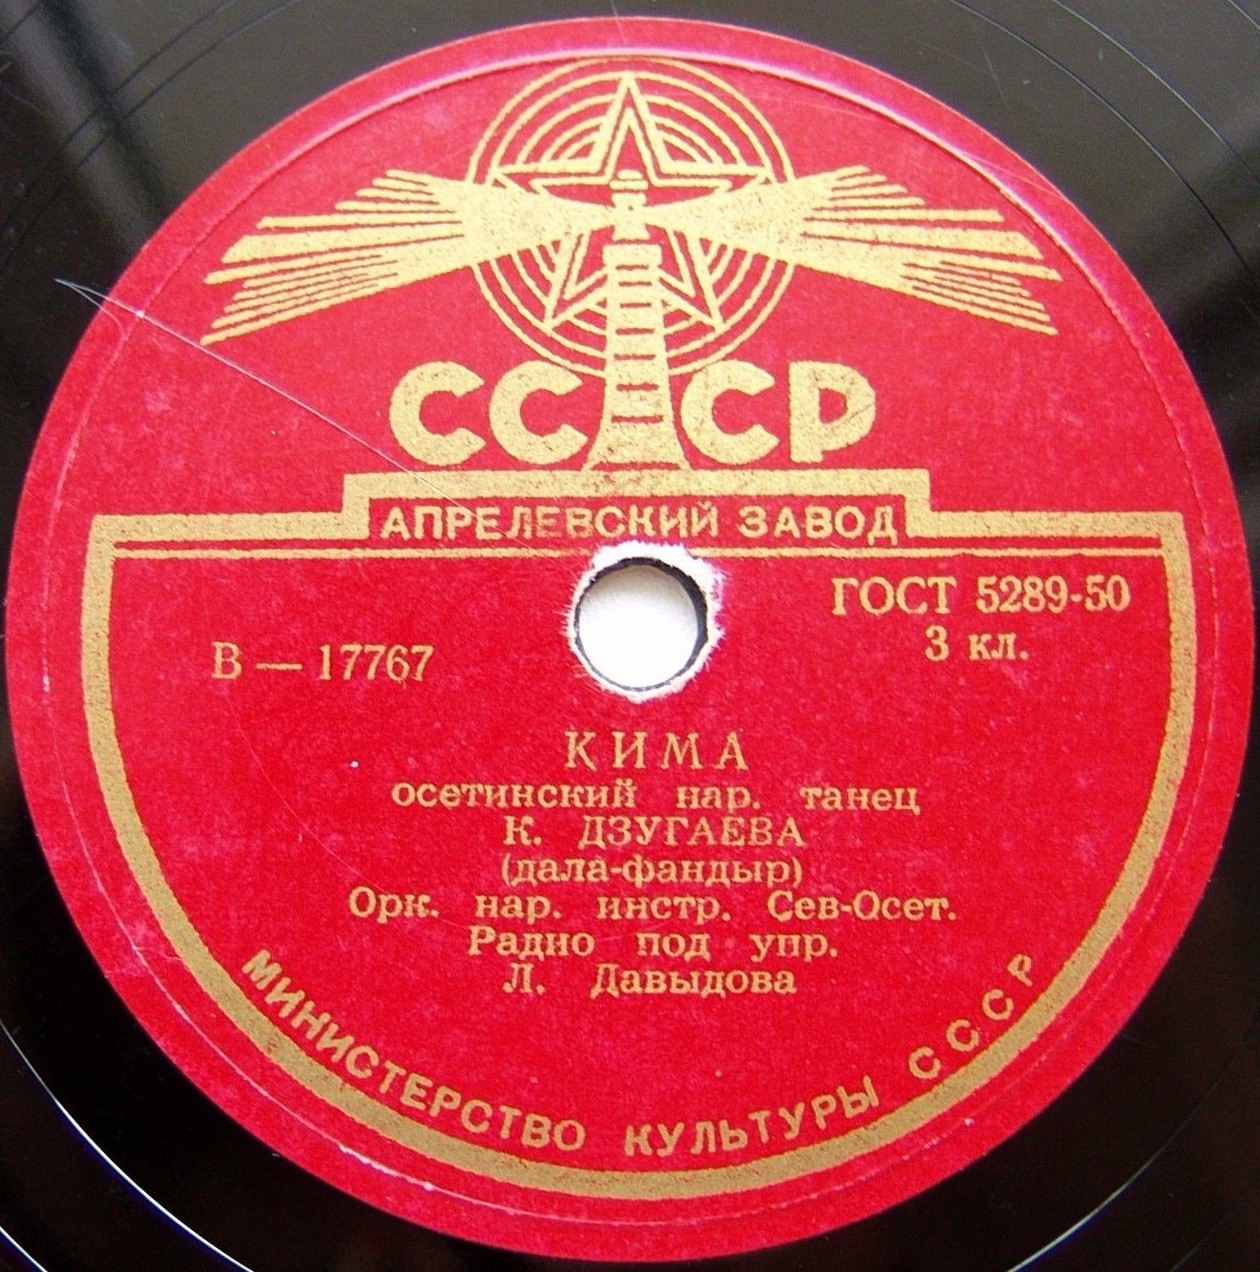 СССР
АПРЕЛЕВСКИЙ ЗАВОД
ГОСТ 5289-50
3 кл.
В — 17767
КИМА
осетинский нар. танец
К. ДЗУГАЕВА
(дала-фандыр)
Орк. нар. инстр. Сев-Осет.
Радио под упр.
Л. Давыдова
МИНИСТЕРСТВО КУЛЬТУРЫ СССР